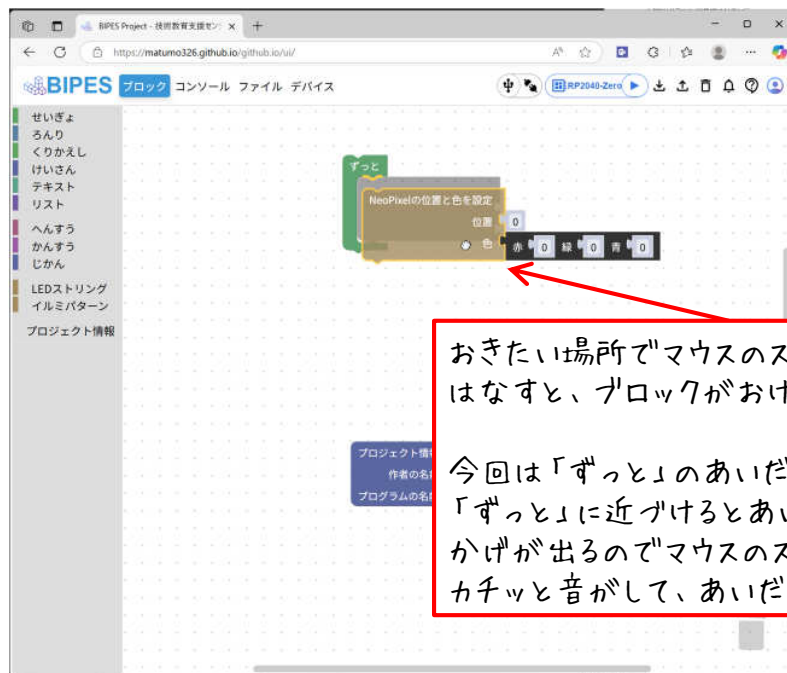 BIPES Project - 技術教育支援セン
https://matumo326.github.io/github.io/ui/
BIPES ブロック コンソール ファイル デバイス RP2040-Zero
せいぎょ
ろんり
くりかえし
けいさん
テキスト
リスト
へんすう
かんすう
じかん
LEDストリング
イルミパターン
プロジェクト情報
ずっと
NeoPixelの位置と色を設定
位置 0
色 赤 0 緑 0 青 0
プロジェクト情
作者の名
プログラムの名
おきたい場所でマウスのス
はなすと、ブロックがおけ
今回は「ずっと」のあいだ
「ずっと」に近づけるとあい
かげが出るのでマウスのス
カチッと音がして、あいだ